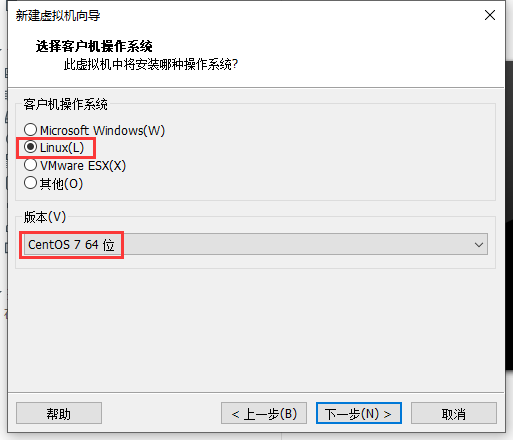 新建虚拟机向导
选择客户机操作系统
此虚拟机中将安装哪种操作系统?
客户机操作系统
Microsoft Windows(W)
Linux(L)
VMware ESX(X)
其他(O)
版本(V)
CentOS 7 64 位
帮助
< 上一步(B)
下一步(N) >
取消